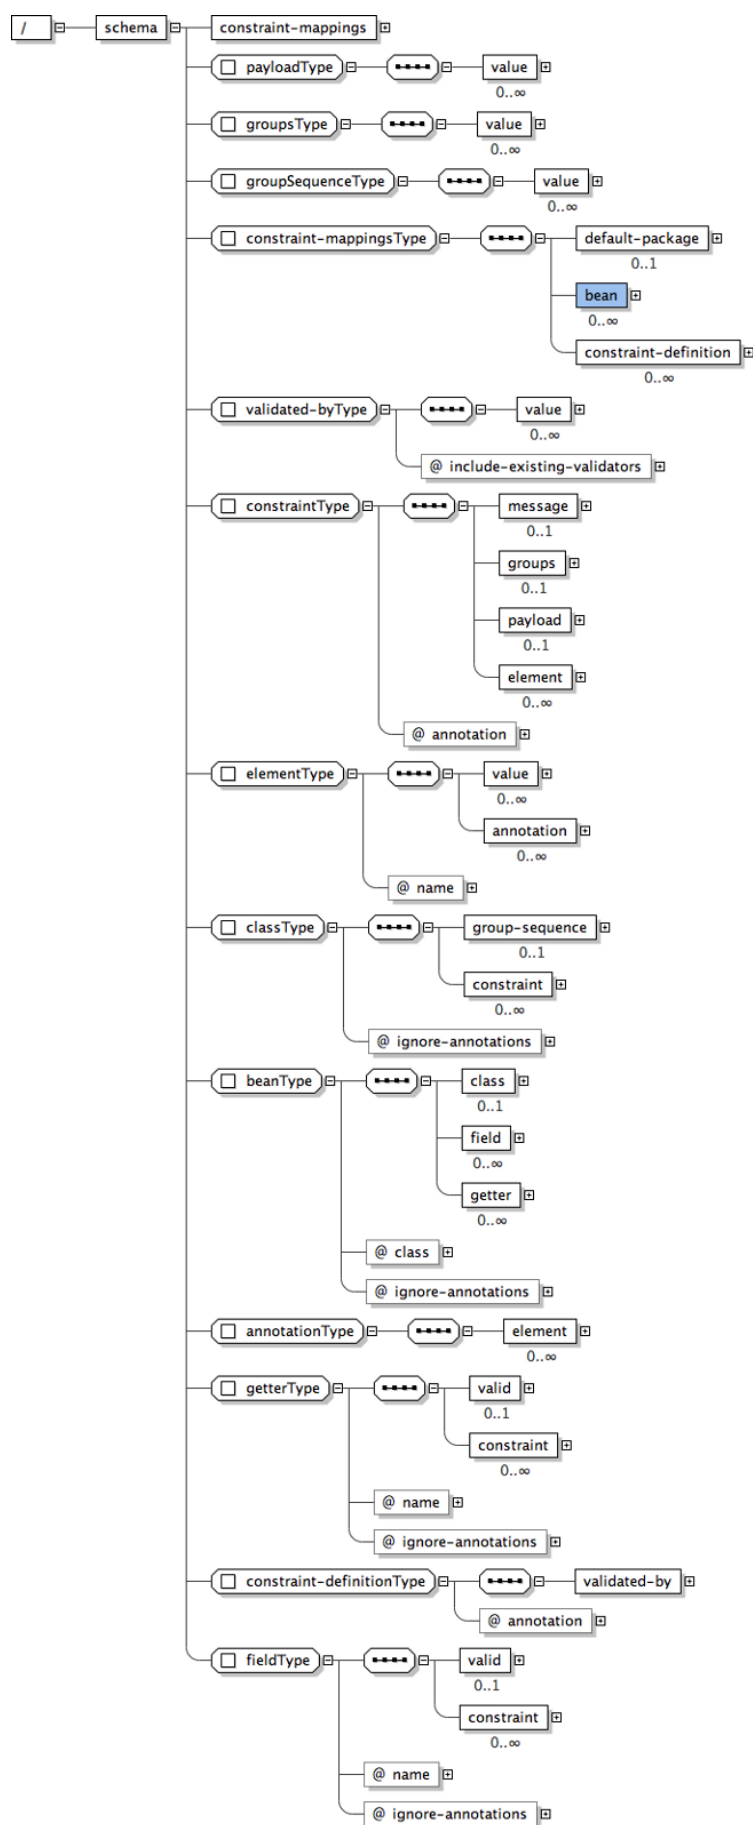 / schema constraint-mappings
payloadType value
0..∞
groupsType value
0..∞
groupSequenceType value
0..∞
constraint-mappingsType default-package
0..1
bean
0..∞
constraint-definition
0..∞
validated-byType value
0..∞
@ include-existing-validators
constraintType message
0..1
groups
0..1
payload
0..1
element
0..∞
@ annotation
elementType value
0..∞
annotation
0..∞
@ name
classType group-sequence
0..1
constraint
0..∞
@ ignore-annotations
beanType class
0..1
field
0..∞
getter
0..∞
@ class
@ ignore-annotations
annotationType element
0..∞
getterType valid
0..1
constraint
0..∞
@ name
@ ignore-annotations
constraint-definitionType validated-by
@ annotation
fieldType valid
0..1
constraint
0..∞
@ name
@ ignore-annotations